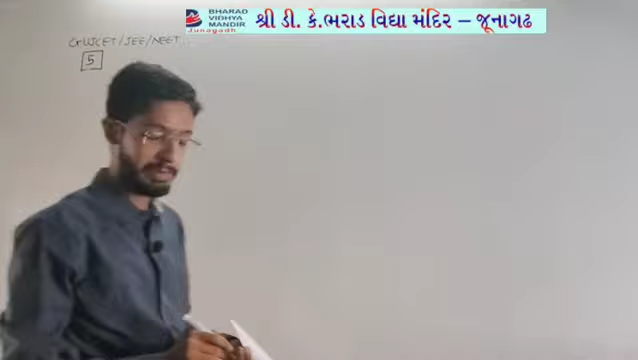 BHARAD
VIDHYA
MANDIR
Junagadh
શ્રી ડી. કે.ભરાડ વિદ્યા મંદિર – જૂનાગઢ
GUJCET/JEE/NEET
5